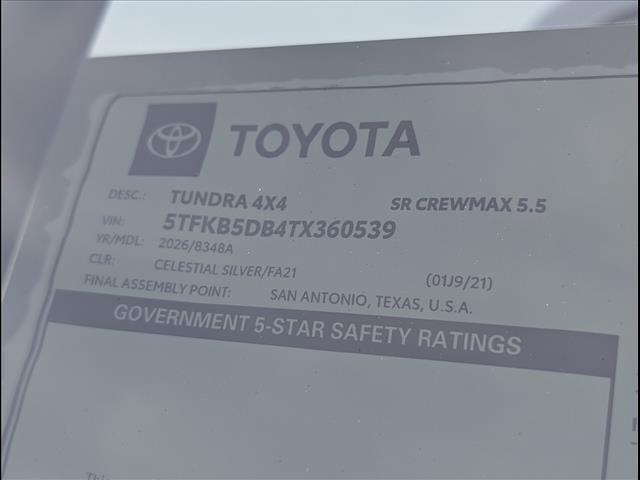 TOYOTA
DESC.: TUNDRA 4X4 SR CREWMAX 5.5
VIN: 5TFKB5DB4TX360539
YR/MDL: 2026/8348A
CLR: CELESTIAL SILVER/FA21 (01J9/21)
FINAL ASSEMBLY POINT: SAN ANTONIO, TEXAS, U.S.A.
GOVERNMENT 5-STAR SAFETY RATINGS